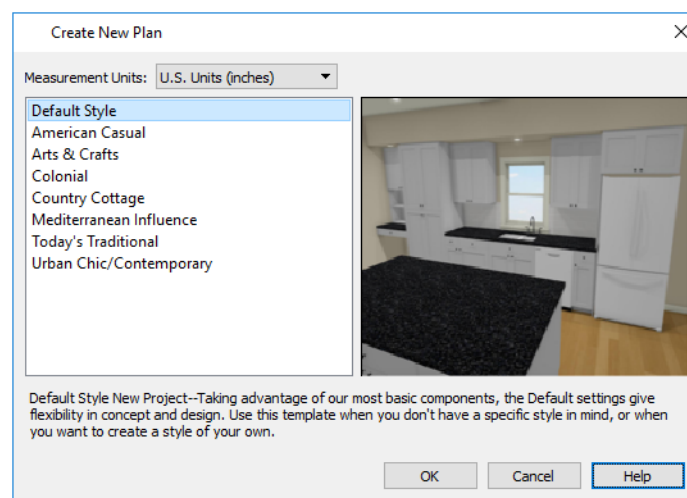 Create New Plan
Measurement Units: U.S. Units (inches)
Default Style
American Casual
Arts & Crafts
Colonial
Country Cottage
Mediterranean Influence
Today's Traditional
Urban Chic/Contemporary
Default Style New Project--Taking advantage of our most basic components, the Default settings give
flexibility in concept and design. Use this template when you don't have a specific style in mind, or when
you want to create a style of your own.
OK Cancel Help